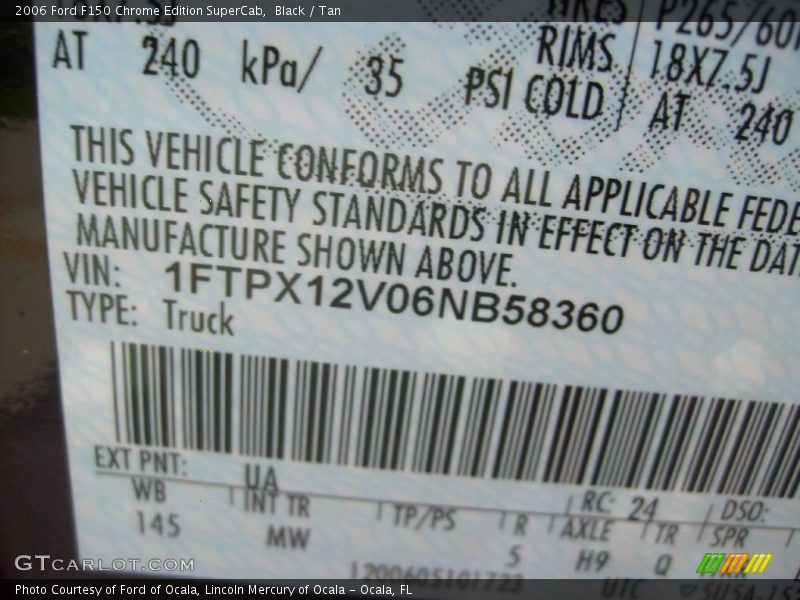 2006 Ford F150 Chrome Edition SuperCab, Black / Tan
RIMS 18X7.5J
AT 240 kPa/ 35 PSI COLD AT 240
THIS VEHICLE CONFORMS TO ALL APPLICABLE FEDE
VEHICLE SAFETY STANDARDS IN EFFECT ON THE DAT
MANUFACTURE SHOWN ABOVE.
VIN: 1FTPX12V06NB58360
TYPE: Truck
EXT PNT: UA RC: 24 DSO:
WB INT TR TP/PS R AXLE TR SPR
145 MW 5 H9 Q
UTC
GTCARLOT.COM
Photo Courtesy of Ford of Ocala, Lincoln Mercury of Ocala - Ocala, FL